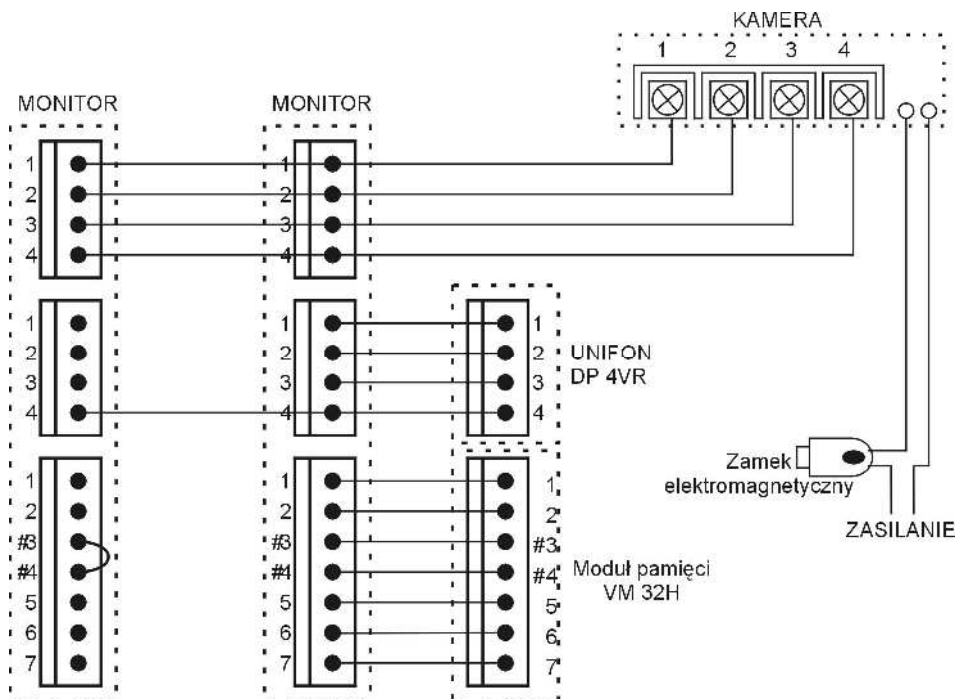 KAMERA
1 2 3 4
MONITOR MONITOR
1 1
2 2
3 3
4 4
1 1 1
2 2 2
3 3 3
4 4 4
UNIFON
DP 4VR
1 1 1
2 2 2
#3 #3 #3
#4 #4 #4
5 5 5
6 6 6
7 7 7
Moduł pamięci
VM 32H
Zamek
elektromagnetyczny
ZASILANIE